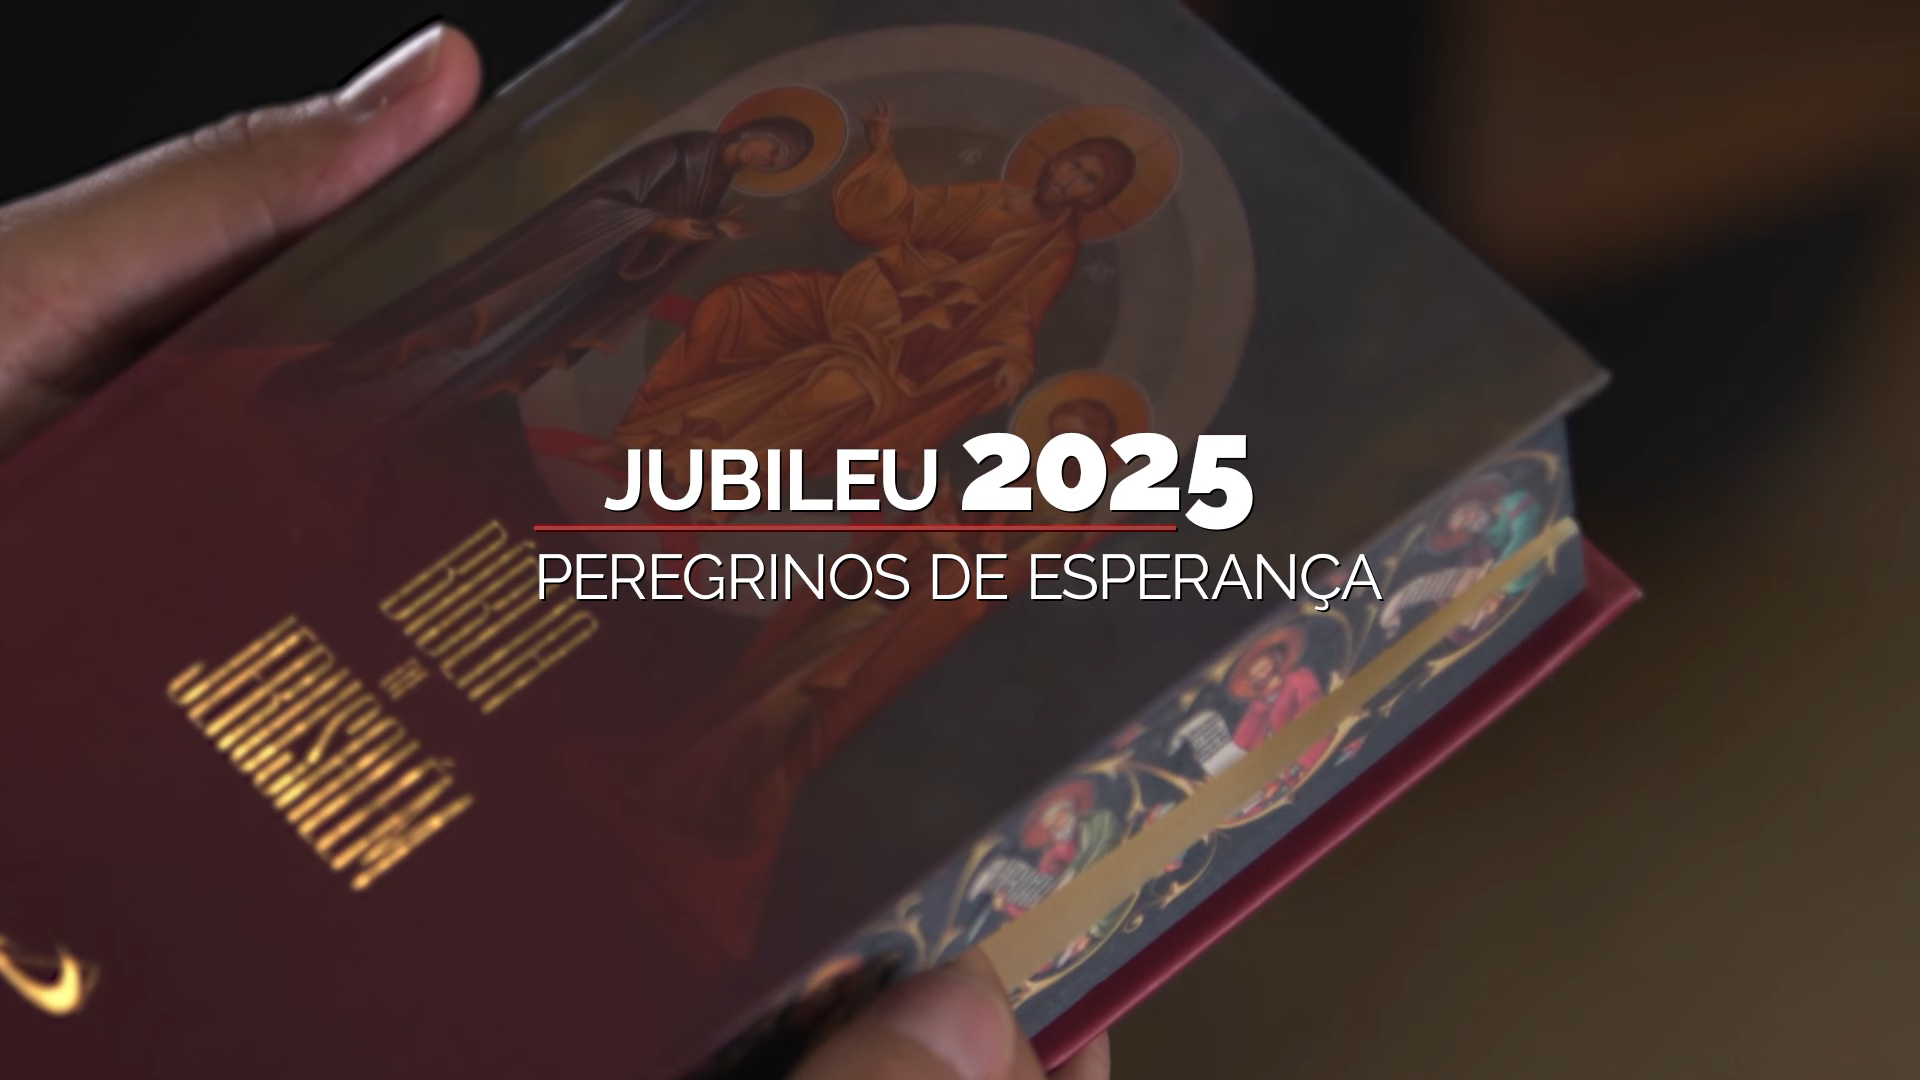 JUBILEU 2025
PEREGRINOS DE ESPERANÇA
BÍBLIA
DE
JERUSALÉM